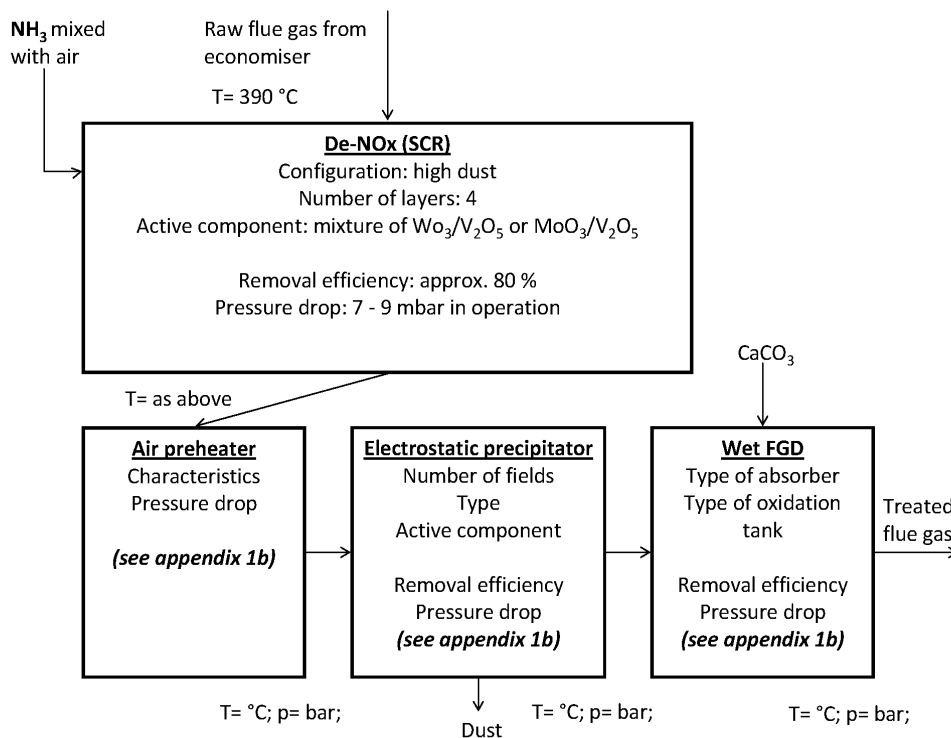 NH₃ mixed
with air
Raw flue gas from
economiser
T= 390 °C
De-NOx (SCR)
Configuration: high dust
Number of layers: 4
Active component: mixture of Wo₃/V₂O₅ or MoO₃/V₂O₅
Removal efficiency: approx. 80 %
Pressure drop: 7 - 9 mbar in operation
CaCO₃
T= as above
Air preheater
Characteristics
Pressure drop
(see appendix 1b)
Electrostatic precipitator
Number of fields
Type
Active component
Removal efficiency
Pressure drop
(see appendix 1b)
Wet FGD
Type of absorber
Type of oxidation
tank
Removal efficiency
Pressure drop
(see appendix 1b)
Treated
flue gas
T= °C; p= bar;
Dust
T= °C; p= bar;
T= °C; p= bar;